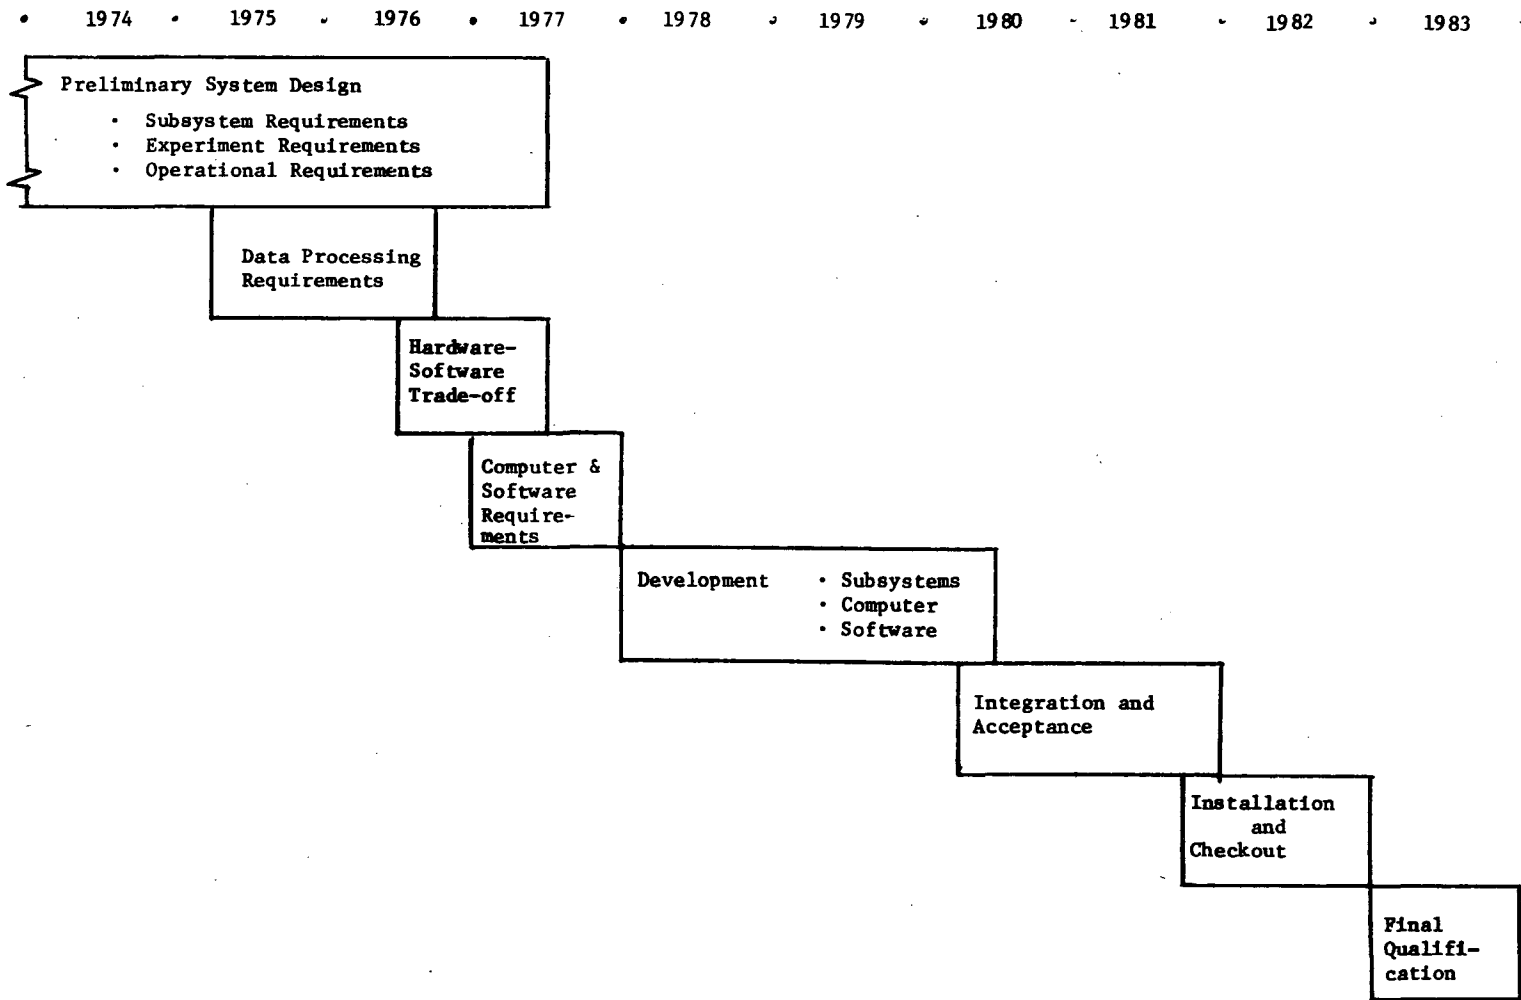 • 1974 • 1975 • 1976 • 1977 • 1978 • 1979 • 1980 • 1981 • 1982 • 1983
Preliminary System Design
• Subsystem Requirements
• Experiment Requirements
• Operational Requirements
Data Processing
Requirements
Hardware-
Software
Trade-off
Computer &
Software
Require-
ments
Development • Subsystems
• Computer
• Software
Integration and
Acceptance
Installation
and
Checkout
Final
Qualifi-
cation